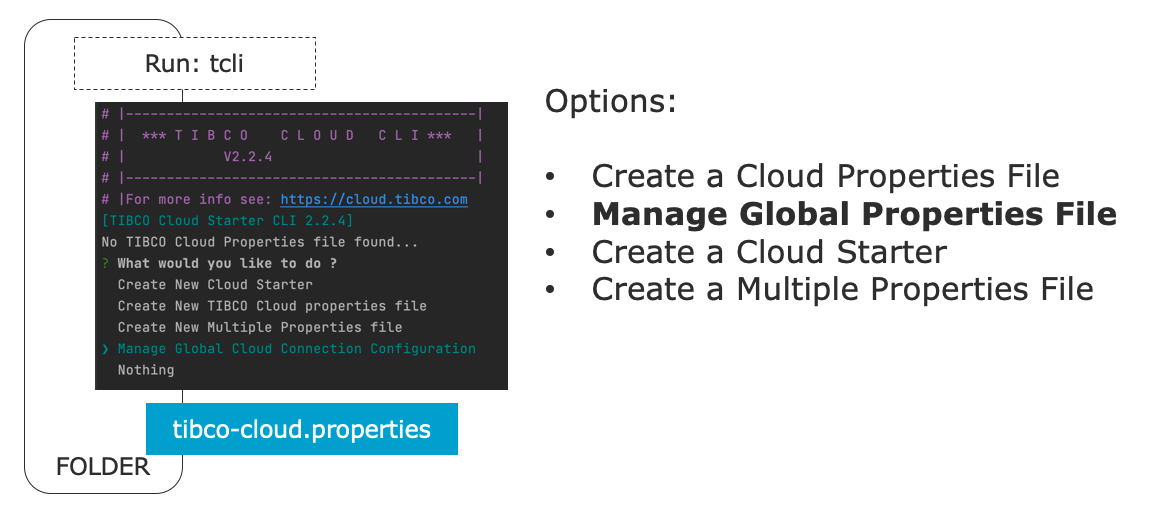 Run: tcli
# |-------------------------------------------|
# |  *** T I B C O    C L O U D   C L I ***   |
# |            V2.2.4                         |
# |-------------------------------------------|
# |For more info see: https://cloud.tibco.com
[TIBCO Cloud Starter CLI 2.2.4]
No TIBCO Cloud Properties file found...
? What would you like to do ?
Create New Cloud Starter
Create New TIBCO Cloud properties file
Create New Multiple Properties file
❯ Manage Global Cloud Connection Configuration
Nothing
tibco-cloud.properties
FOLDER
Options:
• Create a Cloud Properties File
• Manage Global Properties File
• Create a Cloud Starter
• Create a Multiple Properties File